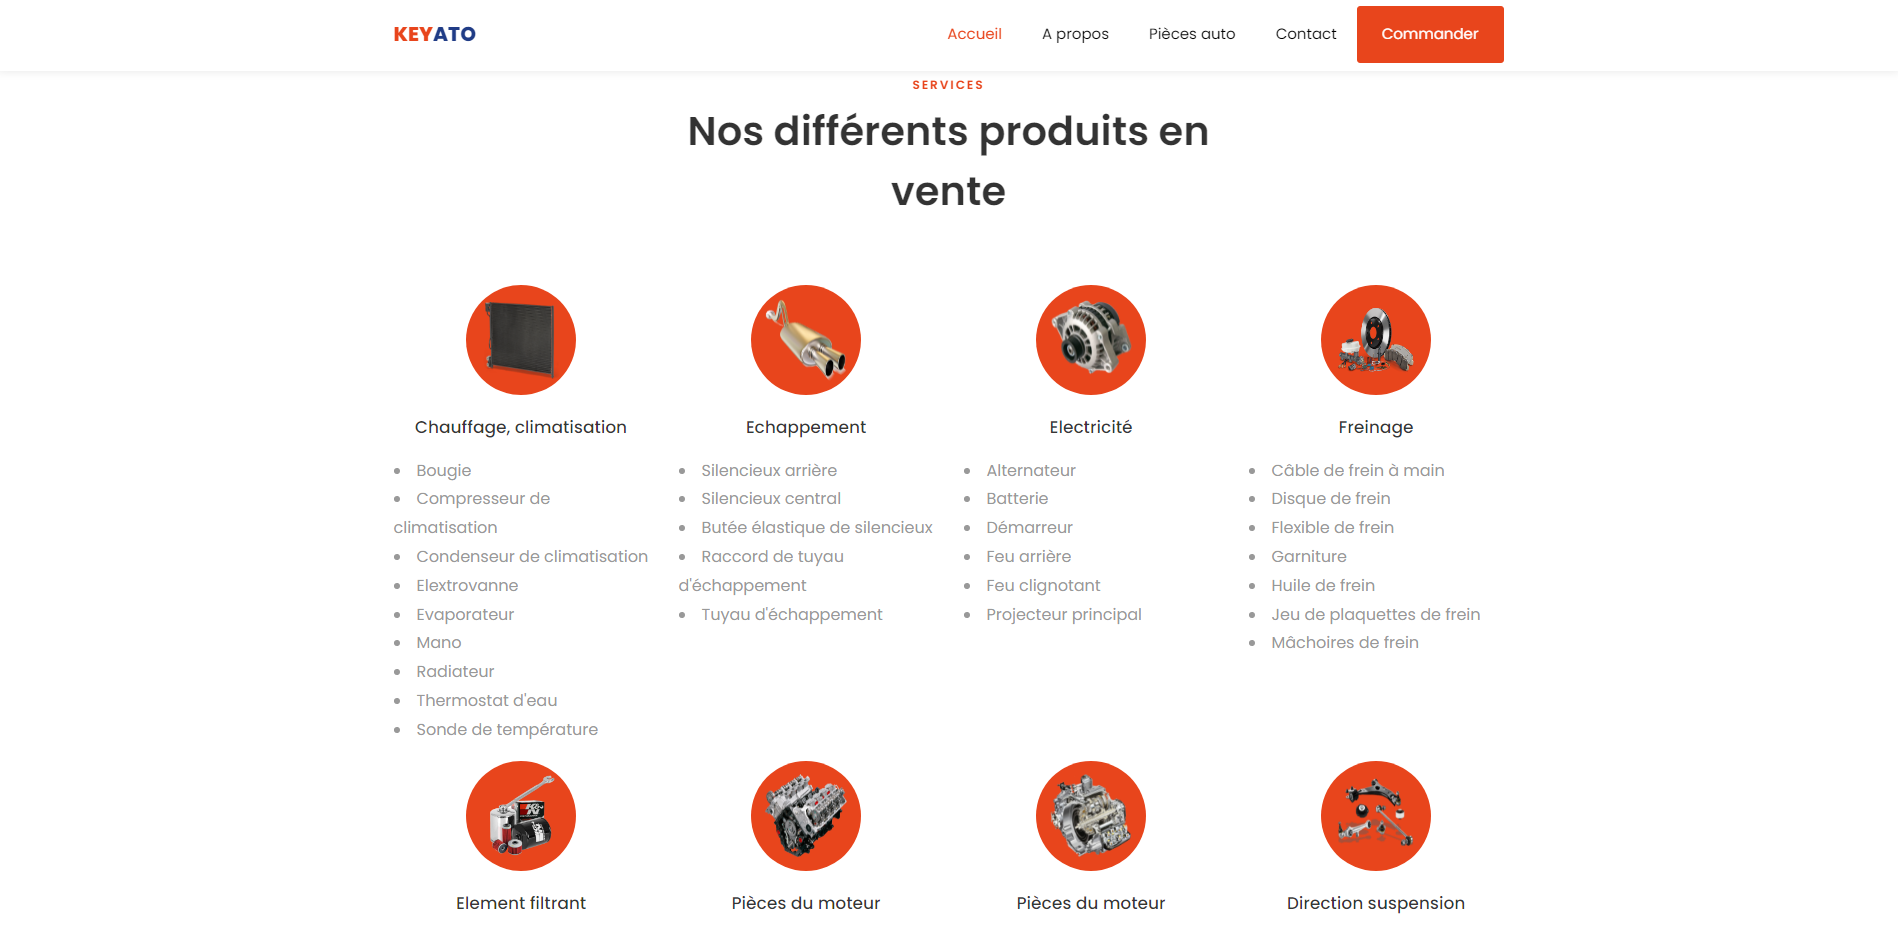 KEYATO
Accueil
A propos
Pièces auto
Contact
Commander
SERVICES
Nos différents produits en
vente
Chauffage, climatisation
Bougie
Compresseur de
climatisation
Condenseur de climatisation
Elextrovanne
Evaporateur
Mano
Radiateur
Thermostat d'eau
Sonde de température
Echappement
Silencieux arrière
Silencieux central
Butée élastique de silencieux
Raccord de tuyau
d'échappement
Tuyau d'échappement
Electricité
Alternateur
Batterie
Démarreur
Feu arrière
Feu clignotant
Projecteur principal
Freinage
Câble de frein à main
Disque de frein
Flexible de frein
Garniture
Huile de frein
Jeu de plaquettes de frein
Mâchoires de frein
Element filtrant
Pièces du moteur
Pièces du moteur
Direction suspension